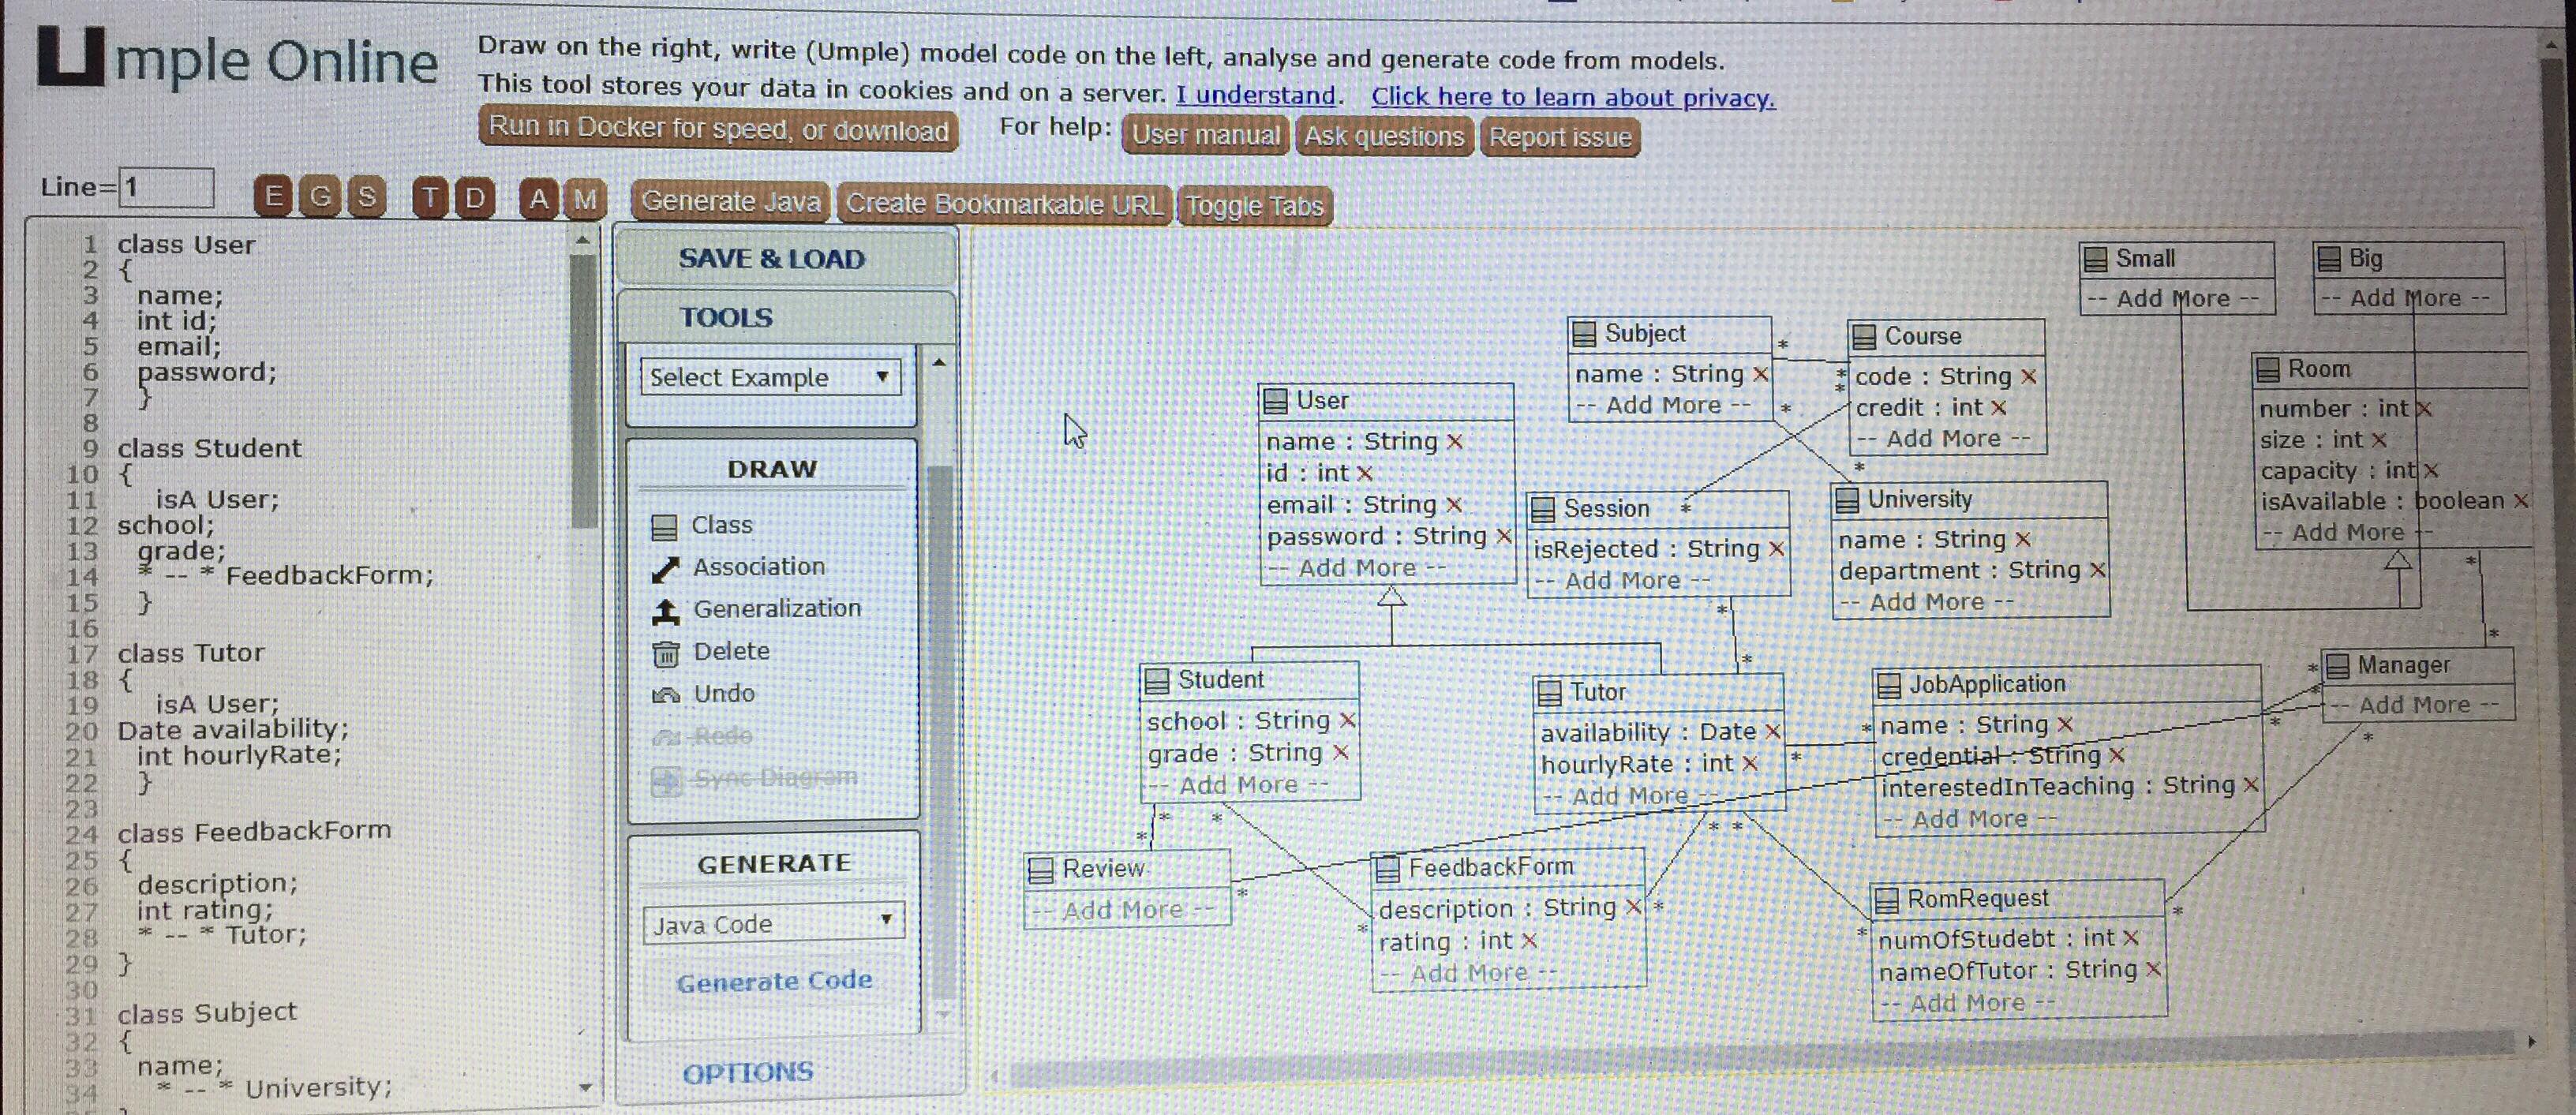 Umple Online
Draw on the right, write (Umple) model code on the left, analyse and generate code from models.
This tool stores your data in cookies and on a server. I understand. Click here to learn about privacy.
Run in Docker for speed, or download For help: User manual Ask questions Report issue
Line= 1 E G S T D A M Generate Java Create Bookmarkable URL Toggle Tabs
1 class User
2 {
3 name;
4 int id;
5 email;
6 password;
7 }
8
9 class Student
10 {
11 isA User;
12 school;
13 grade;
14 * -- * FeedbackForm;
15 }
16
17 class Tutor
18 {
19 isA User;
20 Date availability;
21 int hourlyRate;
22 }
23
24 class FeedbackForm
25 {
26 description;
27 int rating;
28 * -- * Tutor;
29 }
30
31 class Subject
32 {
33 name;
34 * -- * University;
SAVE & LOAD
TOOLS
Select Example
DRAW
Class
Association
Generalization
Delete
Undo
Redo
Sync Diagram
GENERATE
Java Code
Generate Code
OPTIONS
Small
-- Add More --
Big
-- Add More --
Subject
name : String X
-- Add More --
Course
code : String X
credit : int X
-- Add More --
Room
number : int X
size : int X
capacity : int X
isAvailable : boolean X
-- Add More --
User
name : String X
id : int X
email : String X
password : String X
-- Add More --
Session
isRejected : String X
-- Add More --
University
name : String X
department : String X
-- Add More --
Student
school : String X
grade : String X
-- Add More --
Tutor
availability : Date X
hourlyRate : int X
-- Add More --
JobApplication
name : String X
credential : String X
interestedInTeaching : String X
-- Add More --
Manager
-- Add More --
Review
-- Add More --
FeedbackForm
description : String X
rating : int X
-- Add More --
RomRequest
numOfStudebt : int X
nameOfTutor : String X
-- Add More --